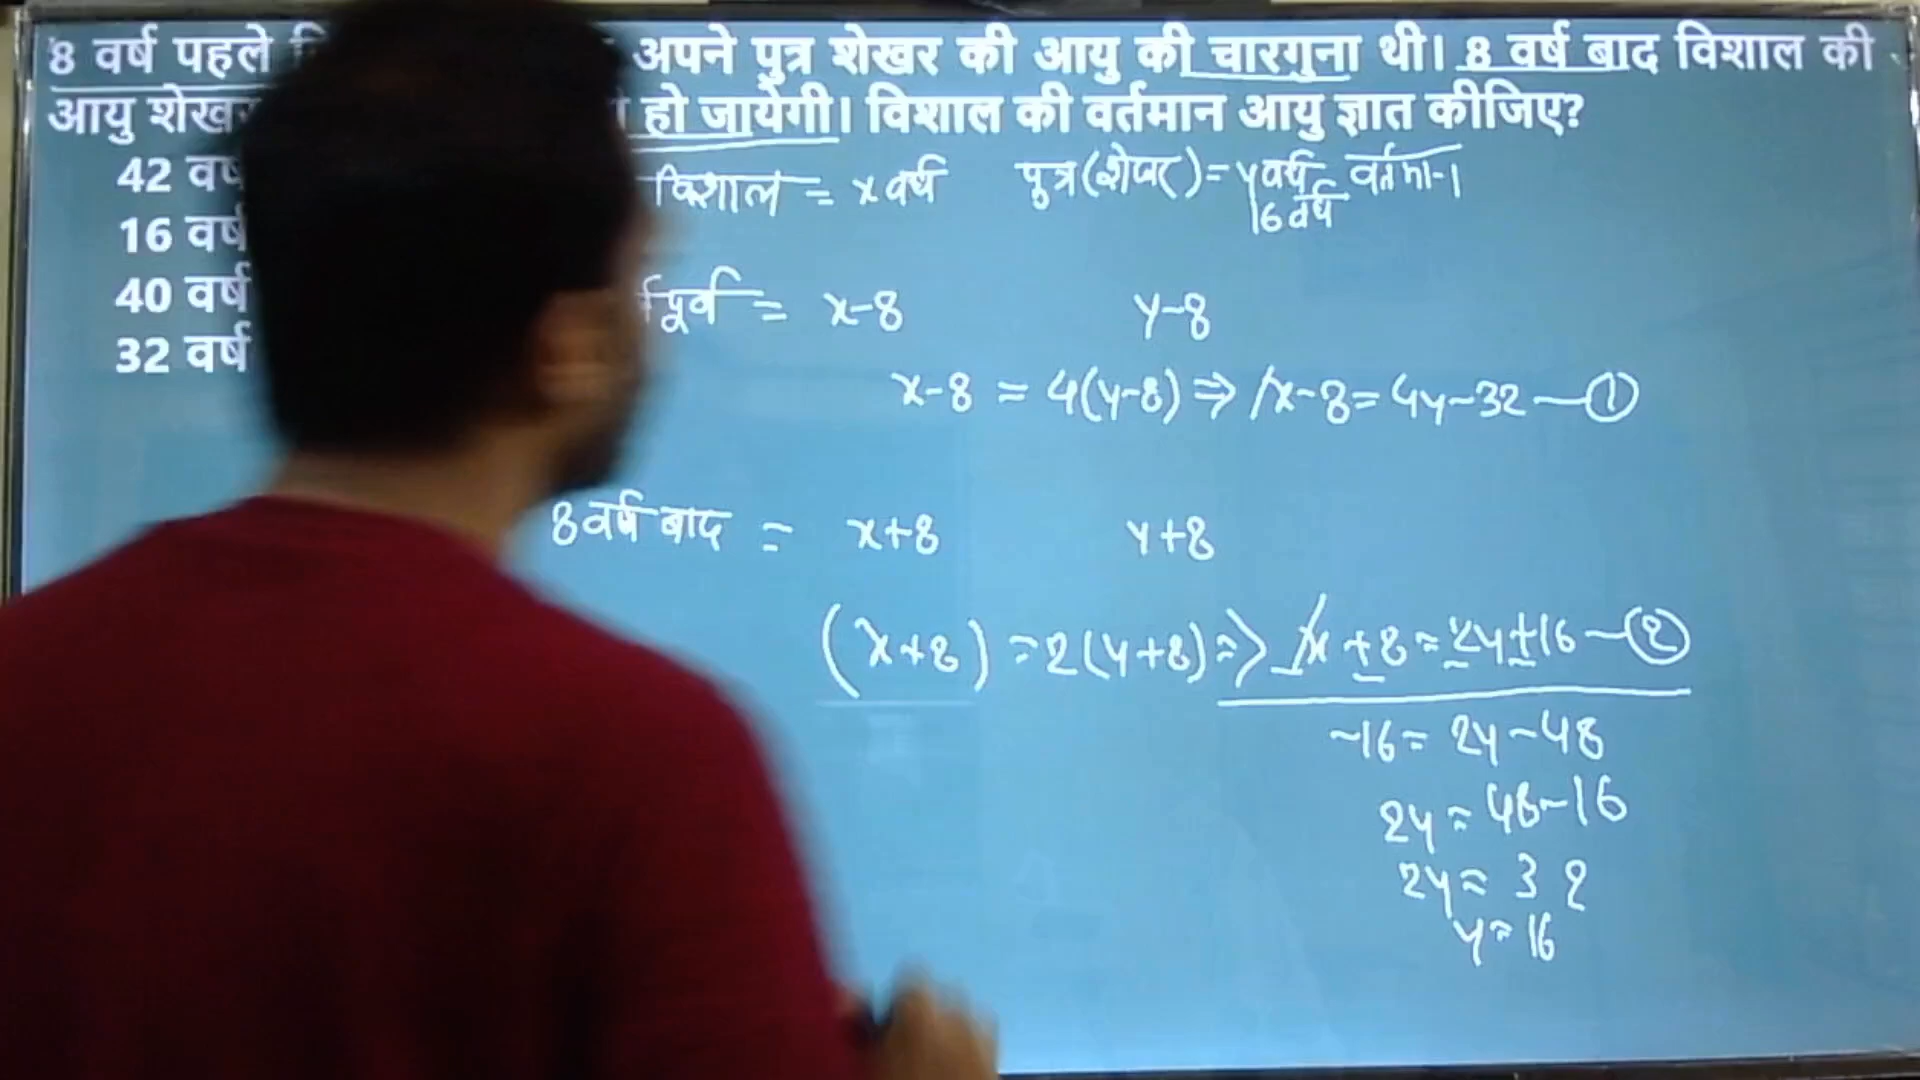 8 वर्ष पहले अपने पुत्र शेखर की आयु की चारगुना थी। 8 वर्ष बाद विशाल की
आयु हो जायेगी। विशाल की वर्तमान आयु ज्ञात कीजिए?
42 विशाल = x वर्ष पुत्र (शेखर) = y वर्ष वर्तमान
16 वर्ष 16 वर्ष
40 वर्ष पूर्व = x-8 y-8
32 वर्ष
x-8 = 4(y-8) ⇒ x-8 = 4y-32 — ①
8 वर्ष बाद = x+8 y+8
(x+8) = 2(y+8) ⇒ x+8 = 2y+16 — ②
-16 = 2y-48
2y = 48-16
2y = 32
y = 16